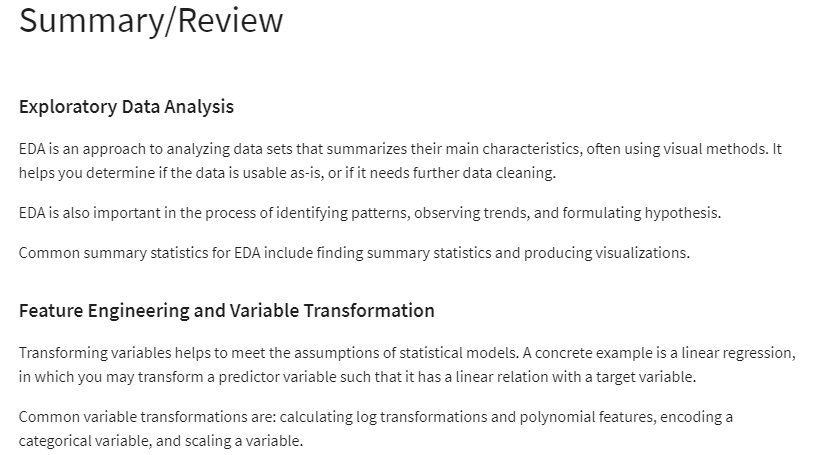 Summary/Review
Exploratory Data Analysis
EDA is an approach to analyzing data sets that summarizes their main characteristics, often using visual methods. It
helps you determine if the data is usable as-is, or if it needs further data cleaning.
EDA is also important in the process of identifying patterns, observing trends, and formulating hypothesis.
Common summary statistics for EDA include finding summary statistics and producing visualizations.
Feature Engineering and Variable Transformation
Transforming variables helps to meet the assumptions of statistical models. A concrete example is a linear regression,
in which you may transform a predictor variable such that it has a linear relation with a target variable.
Common variable transformations are: calculating log transformations and polynomial features, encoding a
categorical variable, and scaling a variable.